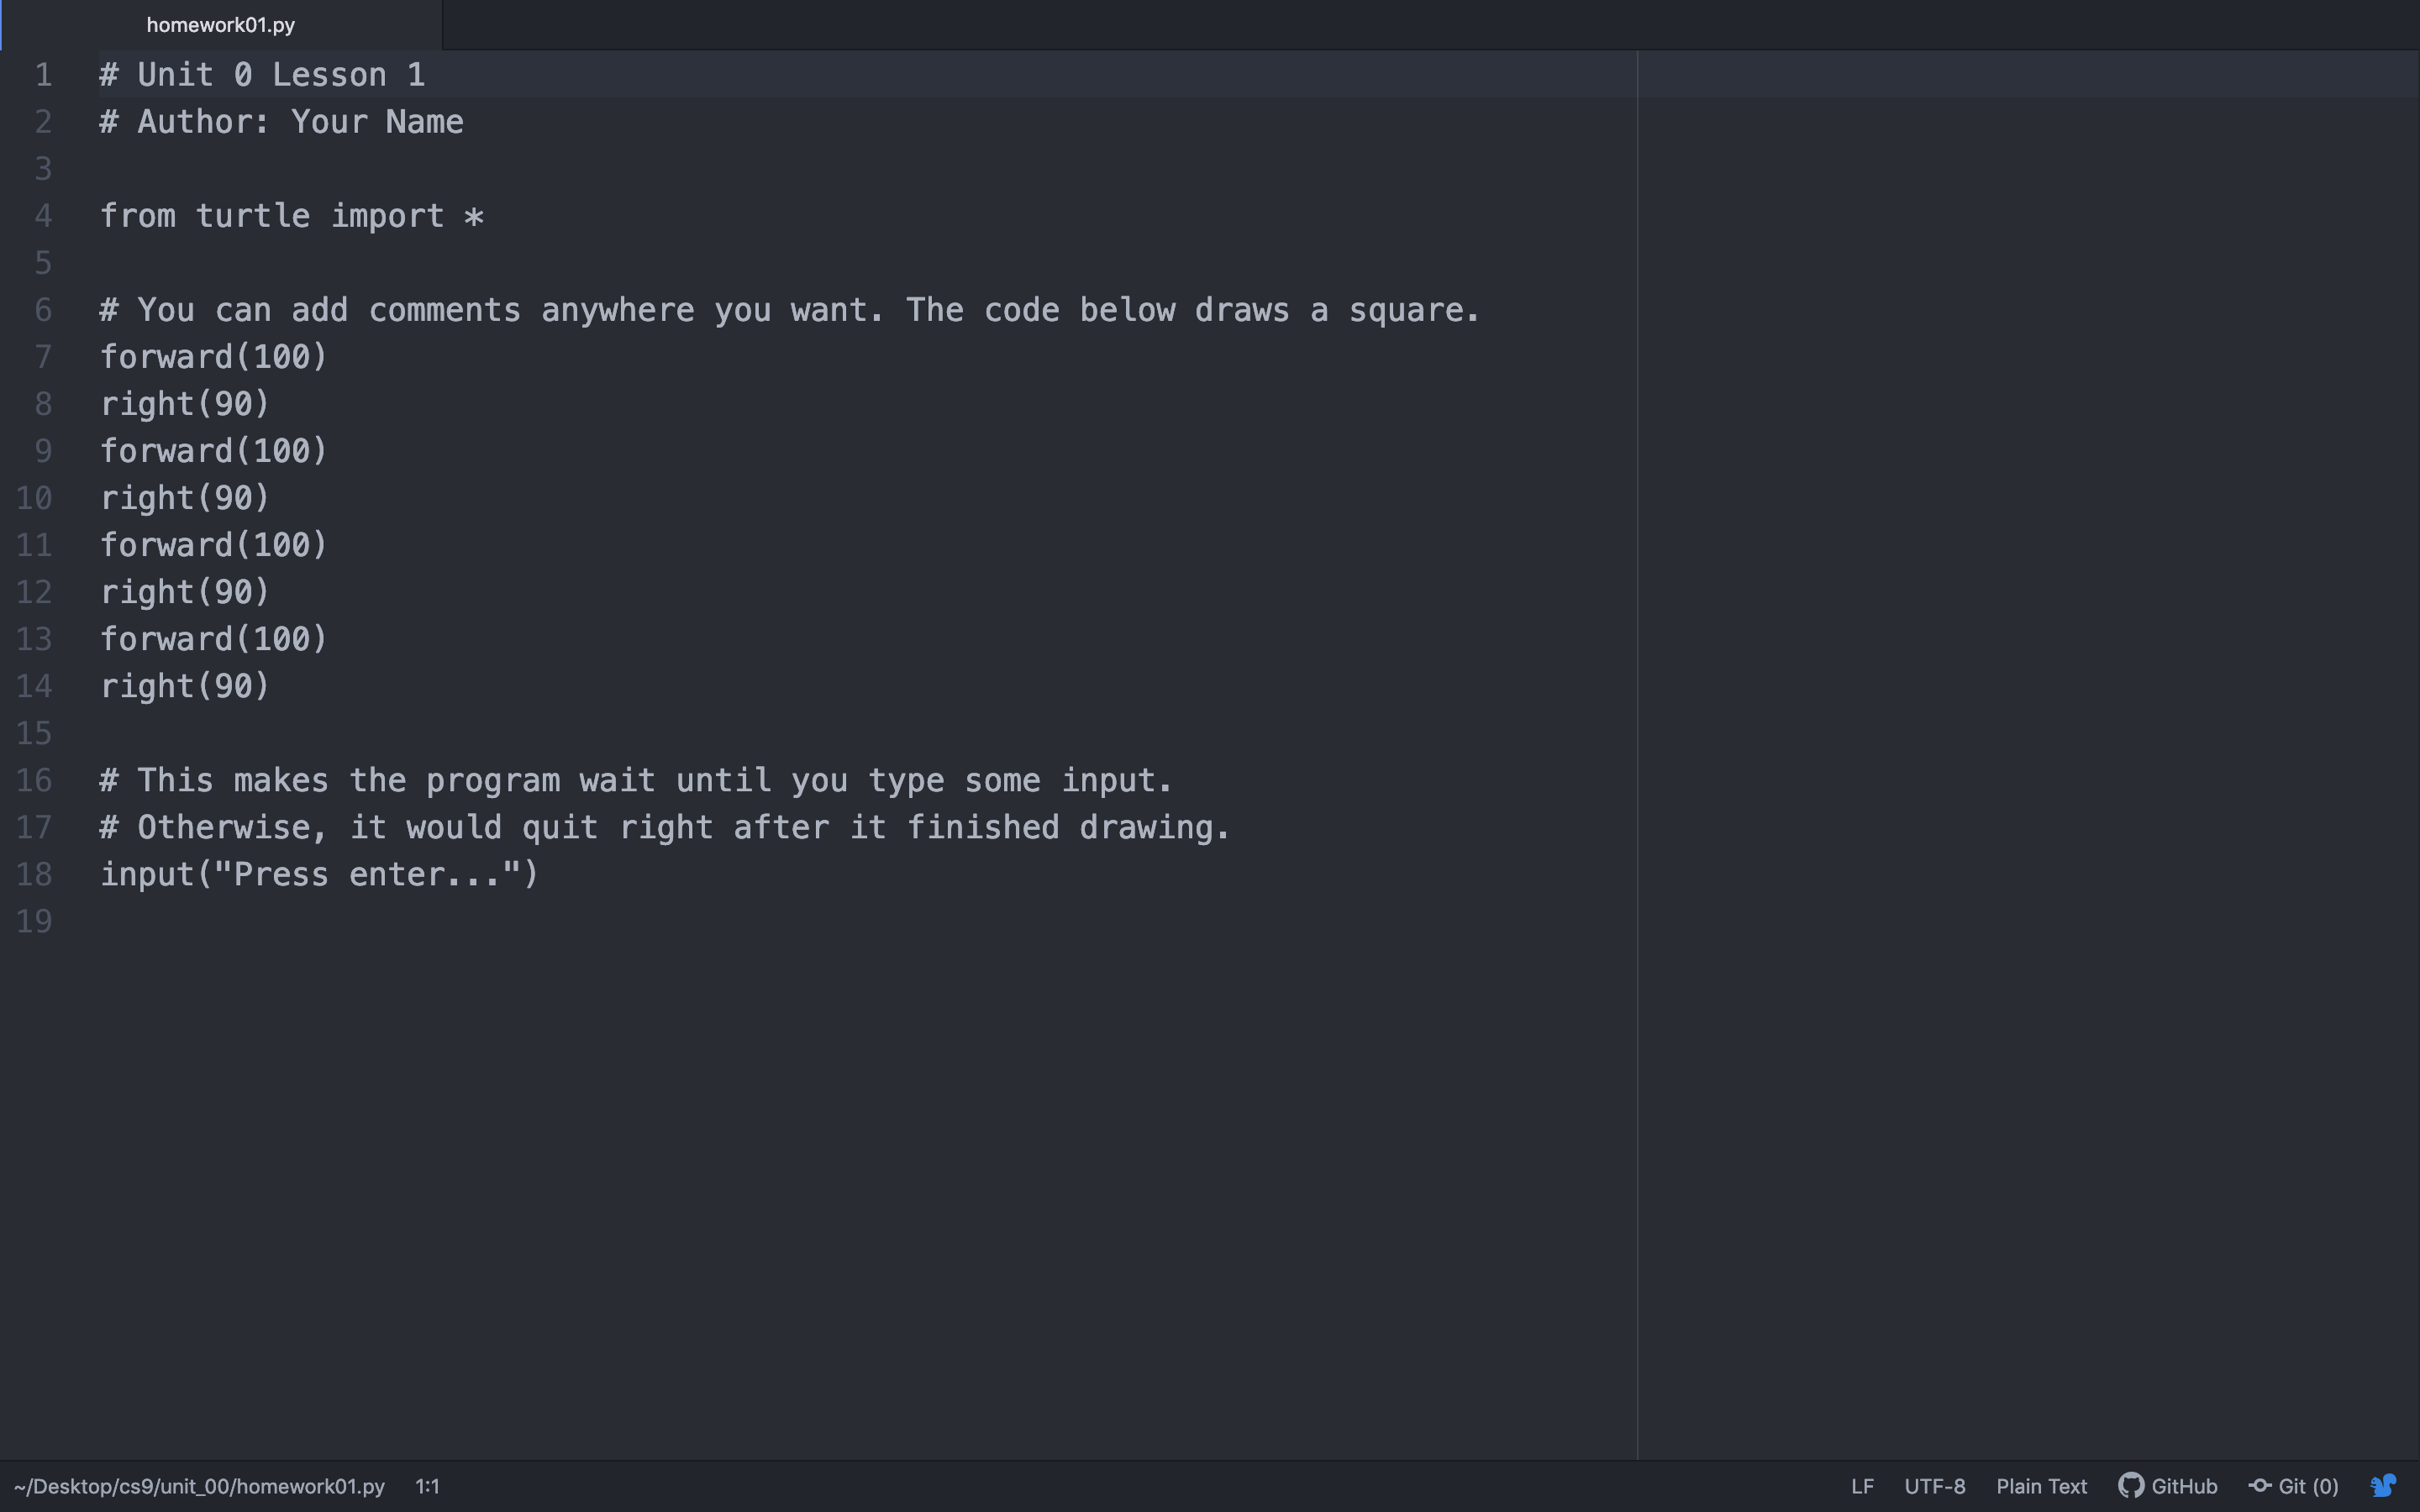 homework01.py
1 # Unit 0 Lesson 1
2 # Author: Your Name
3
4 from turtle import *
5
6 # You can add comments anywhere you want. The code below draws a square.
7 forward(100)
8 right(90)
9 forward(100)
10 right(90)
11 forward(100)
12 right(90)
13 forward(100)
14 right(90)
15
16 # This makes the program wait until you type some input.
17 # Otherwise, it would quit right after it finished drawing.
18 input("Press enter...")
19
~/Desktop/cs9/unit_00/homework01.py 1:1 LF UTF-8 Plain Text GitHub Git (0)